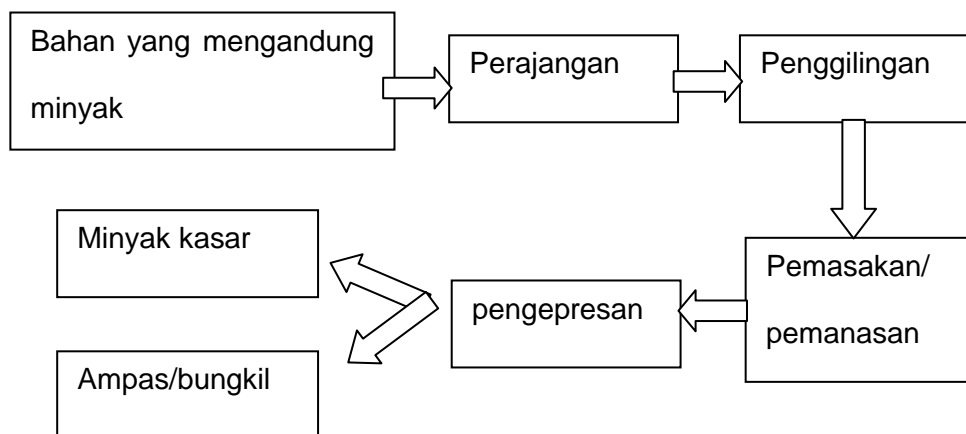 Bahan yang mengandung
minyak
Perajangan
Penggilingan
Pemasakan/
pemanasan
pengepresan
Minyak kasar
Ampas/bungkil